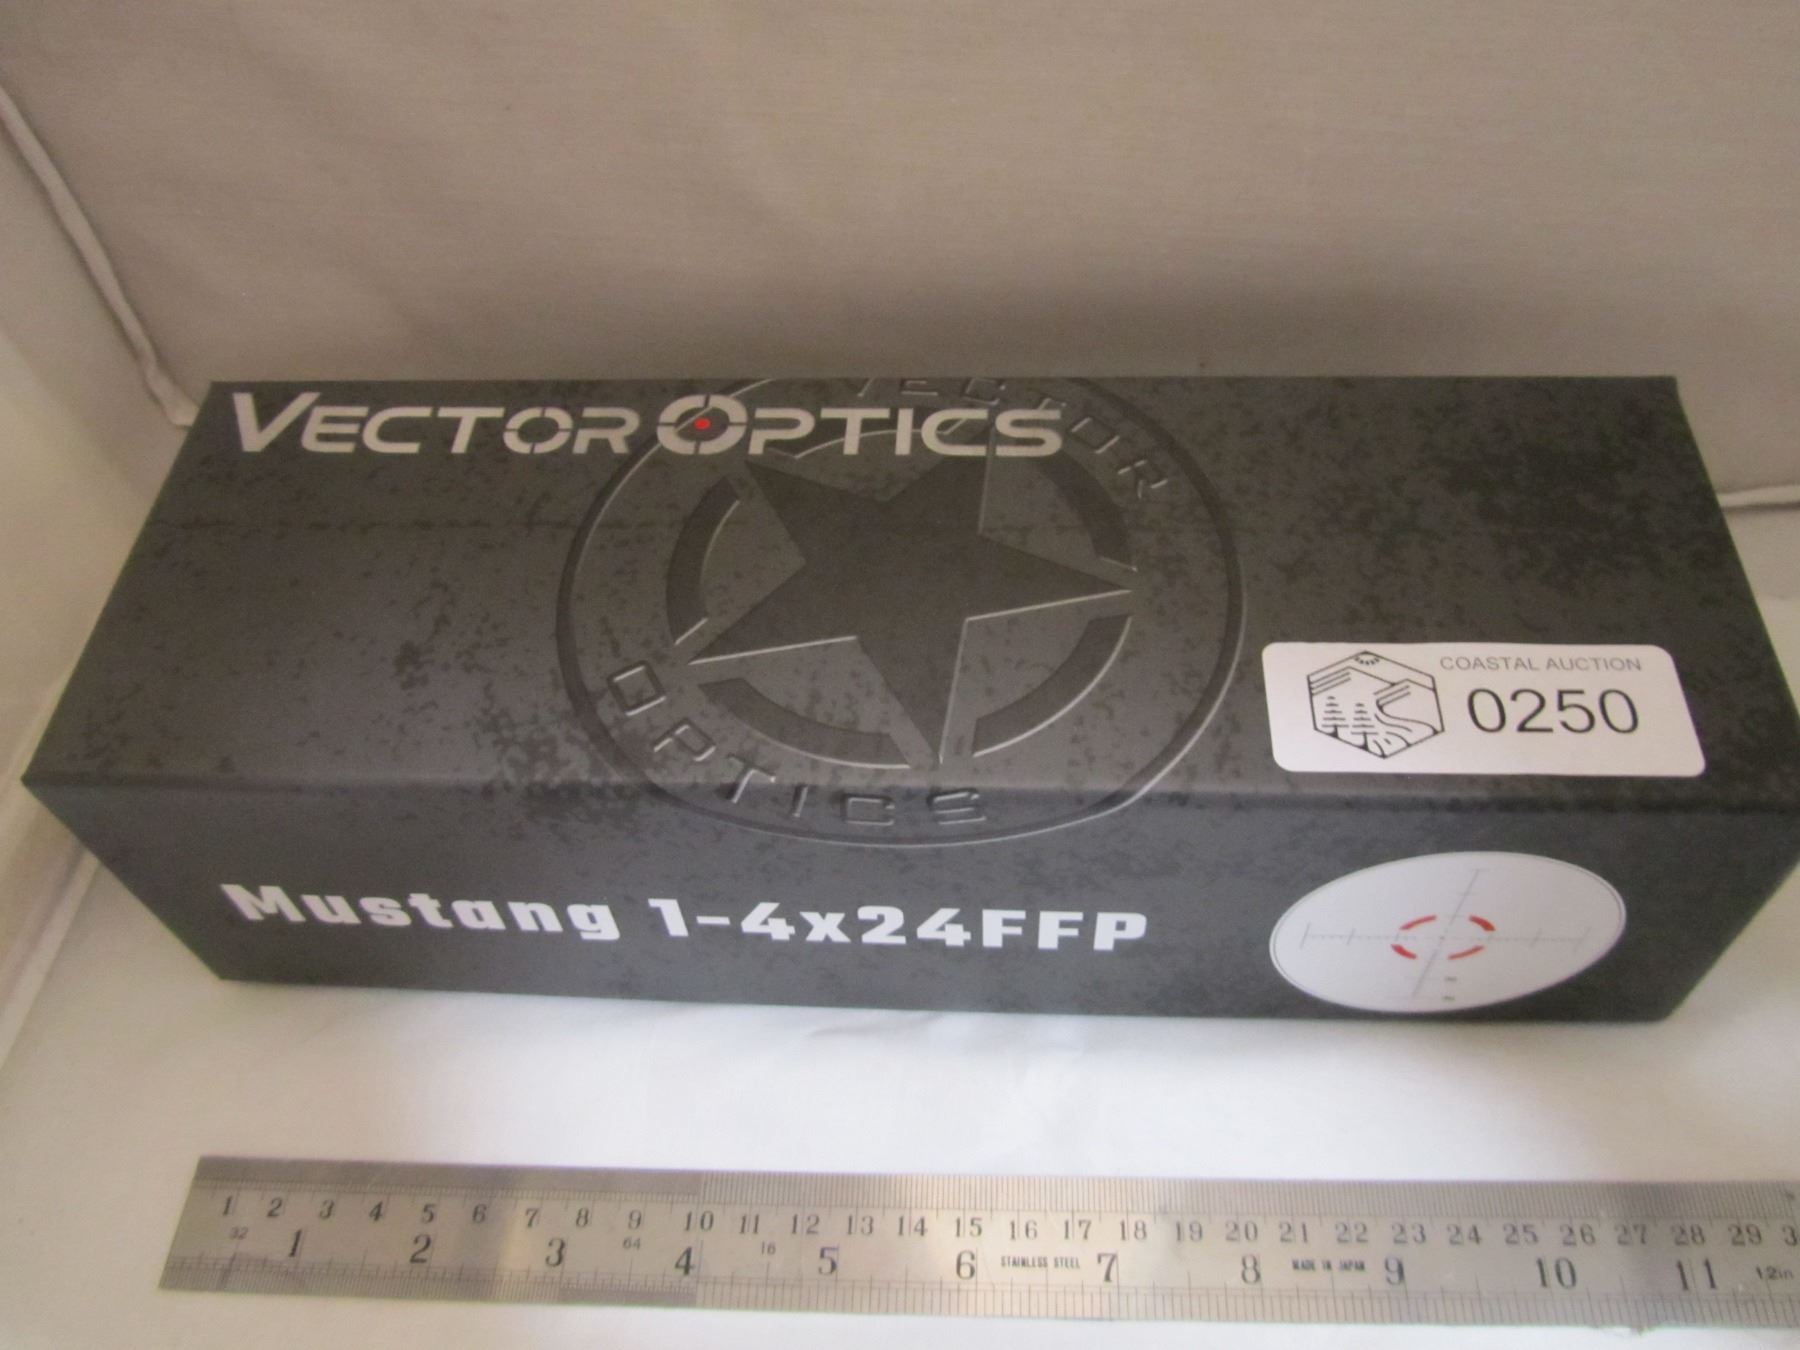 VECTOR OPTICS
VECTOR
OPTICS
COASTAL AUCTION
0250
Mustang 1-4x24FFP
1 2 3 4 5 6 7 8 9 10 11 12 13 14 15 16 17 18 19 20 21 22 23 24 25 26 27 28 29 3
32 1 2 3 64 4 16 5 6 STAINLESS STEEL 7 8 MADE IN JAPAN 9 10 11 12in